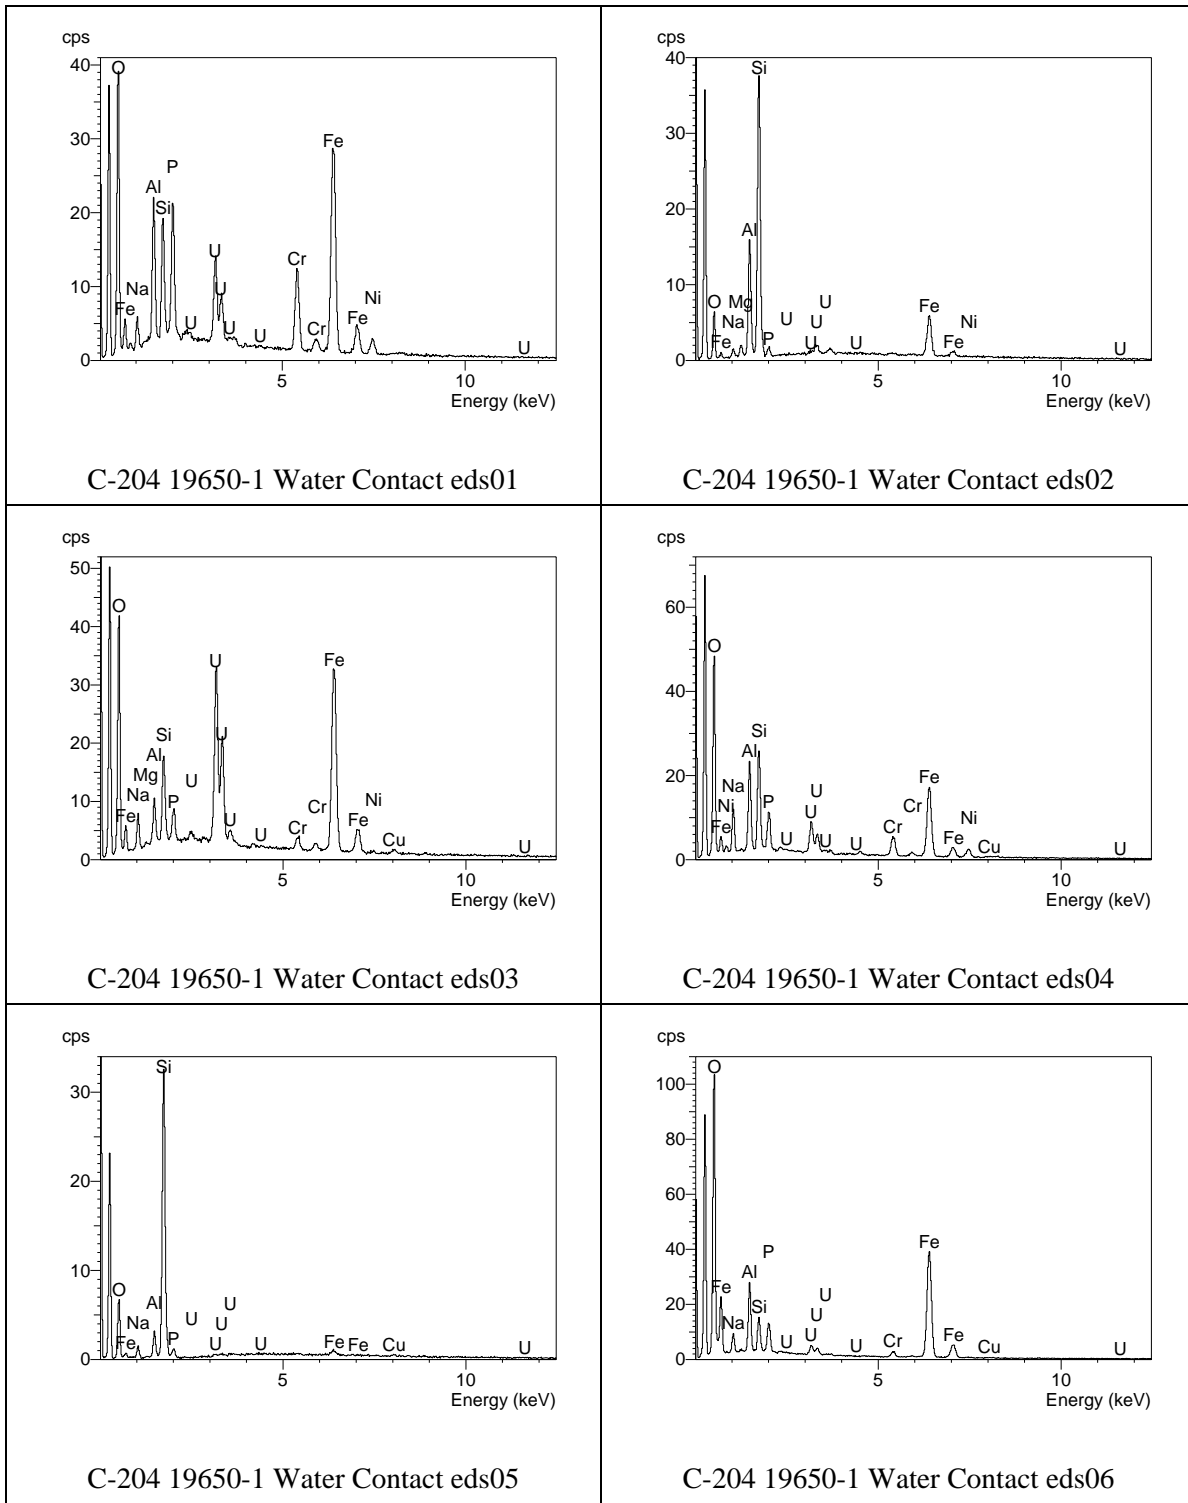 cps
40
30
20
10
0
O
Fe
Na
Al
Si
P
U
U
U
U
U
Cr
Cr
Fe
Fe
Ni
U
5
10
Energy (keV)
C-204 19650-1 Water Contact eds01
cps
40
30
20
10
0
O
Fe
Na
Mg
Al
Si
P
U
U
U
U
U
Fe
Fe
Ni
U
5
10
Energy (keV)
C-204 19650-1 Water Contact eds02
cps
50
40
30
20
10
0
O
Fe
Na
Mg
Al
Si
P
U
U
U
U
U
Cr
Cr
Fe
Fe
Ni
Cu
U
5
10
Energy (keV)
C-204 19650-1 Water Contact eds03
cps
60
40
20
0
O
Fe
Ni
Na
Al
Si
P
U
U
U
U
U
Cr
Cr
Fe
Fe
Ni
Cu
U
5
10
Energy (keV)
C-204 19650-1 Water Contact eds04
cps
30
20
10
0
O
Fe
Na
Al
Si
P
U
U
U
U
U
Fe
Fe
Cu
U
5
10
Energy (keV)
C-204 19650-1 Water Contact eds05
cps
100
80
60
40
20
0
O
Fe
Na
Al
Si
P
U
U
U
U
U
Cr
Fe
Fe
Cu
U
5
10
Energy (keV)
C-204 19650-1 Water Contact eds06